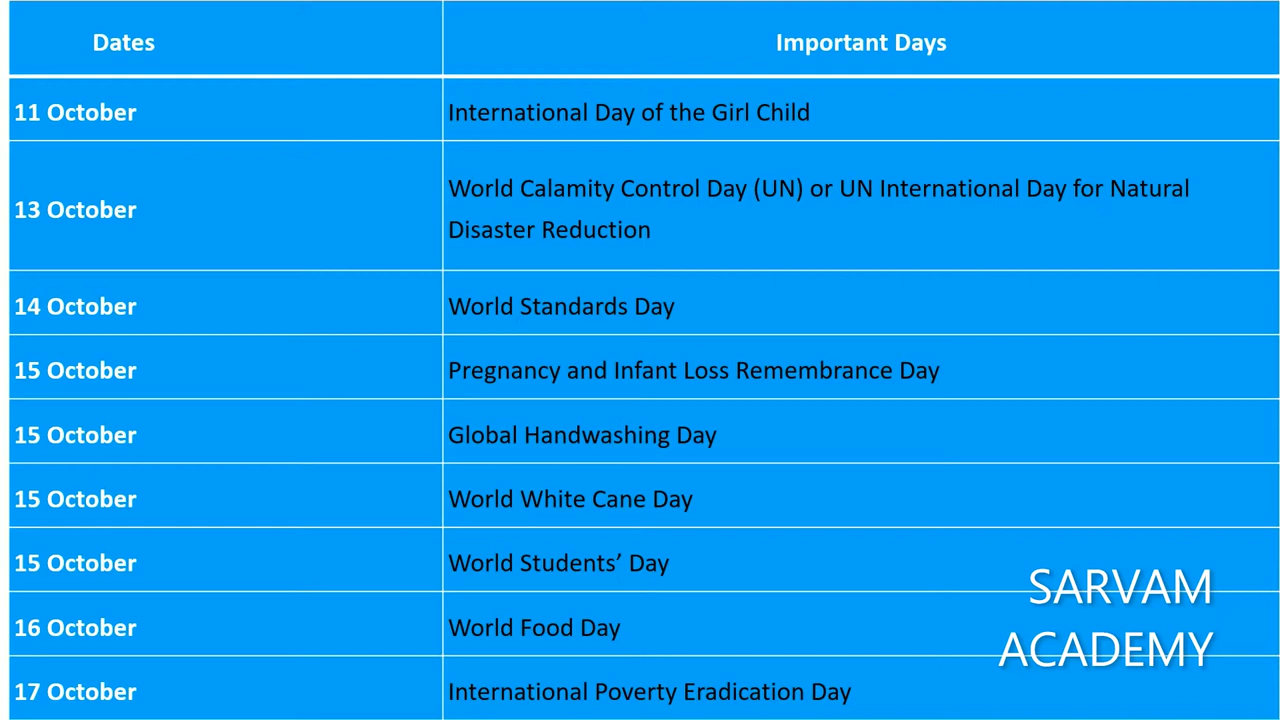 Dates Important Days
11 October International Day of the Girl Child
13 October World Calamity Control Day (UN) or UN International Day for Natural
Disaster Reduction
14 October World Standards Day
15 October Pregnancy and Infant Loss Remembrance Day
15 October Global Handwashing Day
15 October World White Cane Day
15 October World Students’ Day
16 October World Food Day
17 October International Poverty Eradication Day
SARVAM
ACADEMY